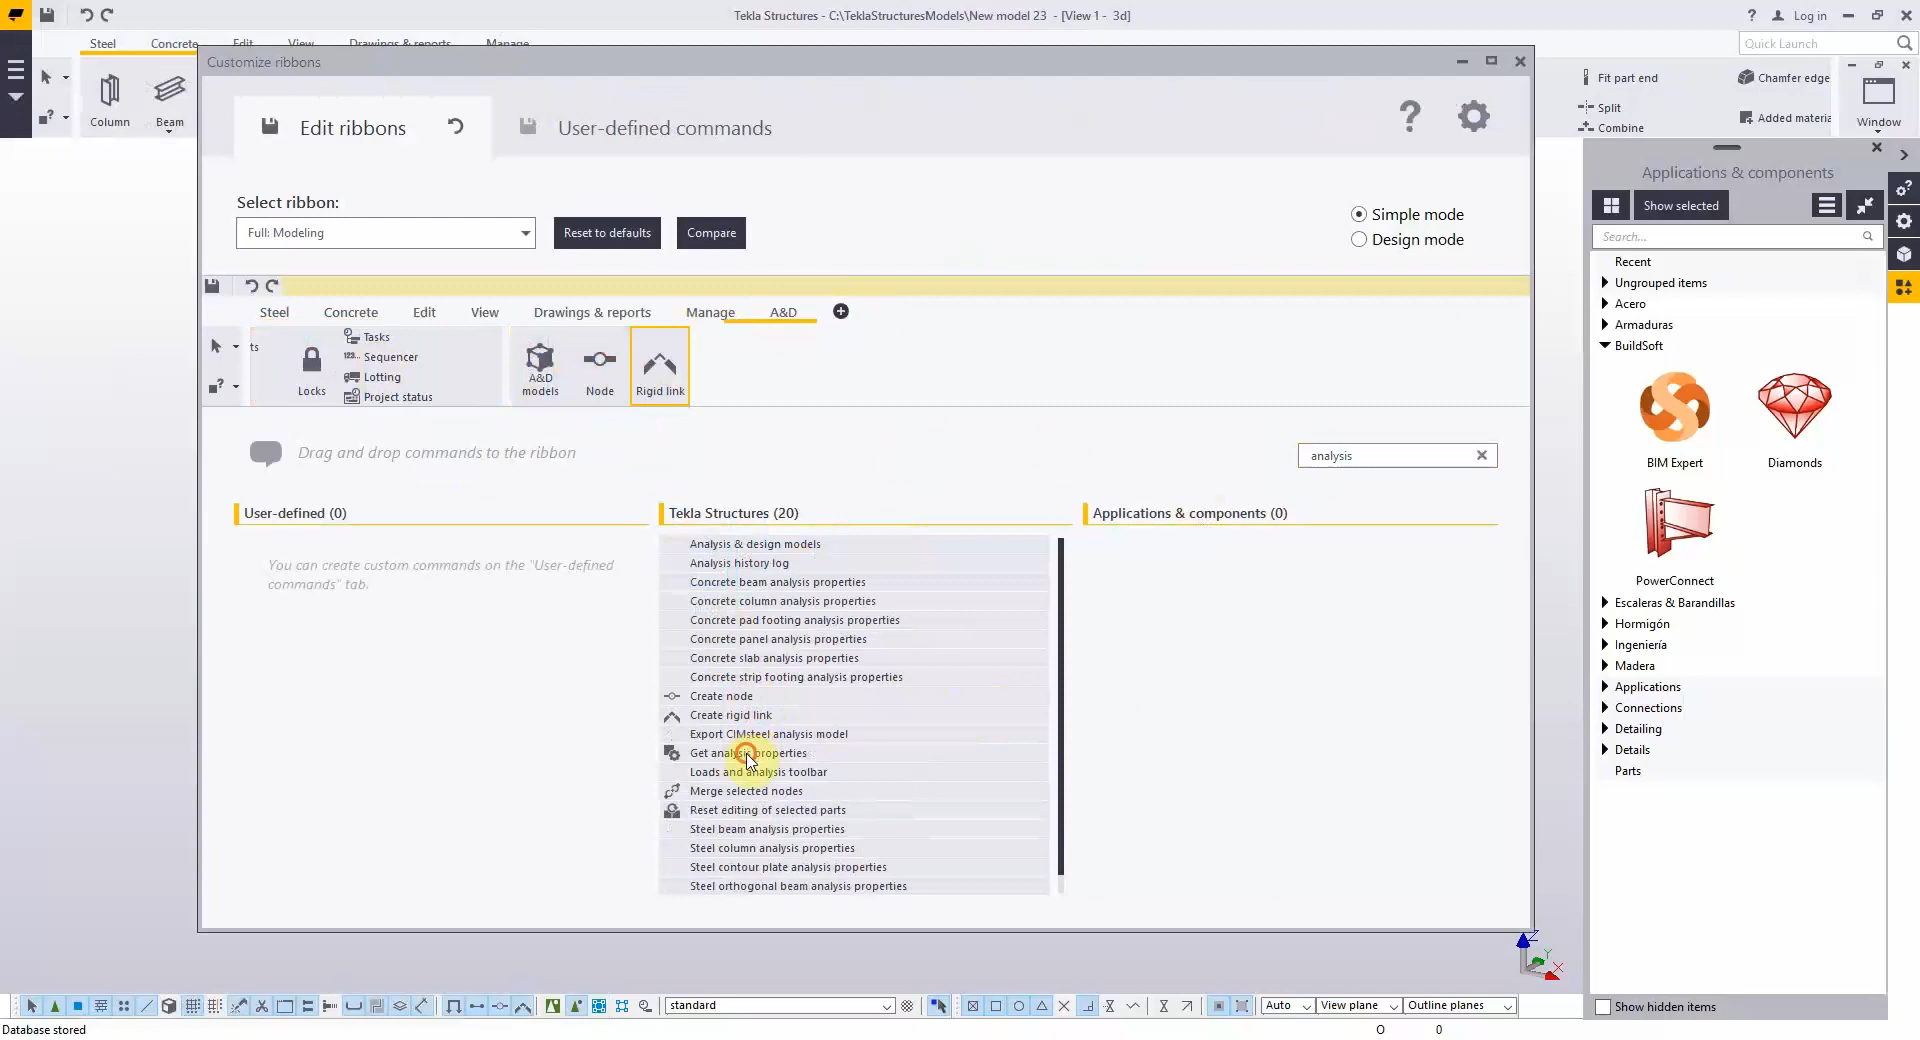 Tekla Structures - C:\TeklaStructuresModels\New model 23 - [View 1 - 3d]
? Log in
Steel Concrete Edit View Drawings & reports Manage
Quick Launch
Customize ribbons
Column
Beam
Fit part end
Split
Combine
Chamfer edge
Added materia
Window
Edit ribbons
User-defined commands
?
Select ribbon:
Full: Modeling
Reset to defaults
Compare
Simple mode
Design mode
Steel Concrete Edit View Drawings & reports Manage A&D
ts
Locks
Tasks
123... Sequencer
Lotting
Project status
A&D
models
Node
Rigid link
Drag and drop commands to the ribbon
analysis
User-defined (0)
You can create custom commands on the "User-defined
commands" tab.
Tekla Structures (20)
Analysis & design models
Analysis history log
Concrete beam analysis properties
Concrete column analysis properties
Concrete pad footing analysis properties
Concrete panel analysis properties
Concrete slab analysis properties
Concrete strip footing analysis properties
Create node
Create rigid link
Export CIMsteel analysis model
Get analysis properties
Loads and analysis toolbar
Merge selected nodes
Reset editing of selected parts
Steel beam analysis properties
Steel column analysis properties
Steel contour plate analysis properties
Steel orthogonal beam analysis properties
Applications & components (0)
Applications & components
Show selected
Search...
Recent
Ungrouped items
Acero
Armaduras
BuildSoft
BIM Expert
Diamonds
PowerConnect
Escaleras & Barandillas
Hormigón
Ingeniería
Madera
Applications
Connections
Detailing
Details
Parts
Show hidden items
Z
Y
X
standard
Auto
View plane
Outline planes
Database stored
O
0